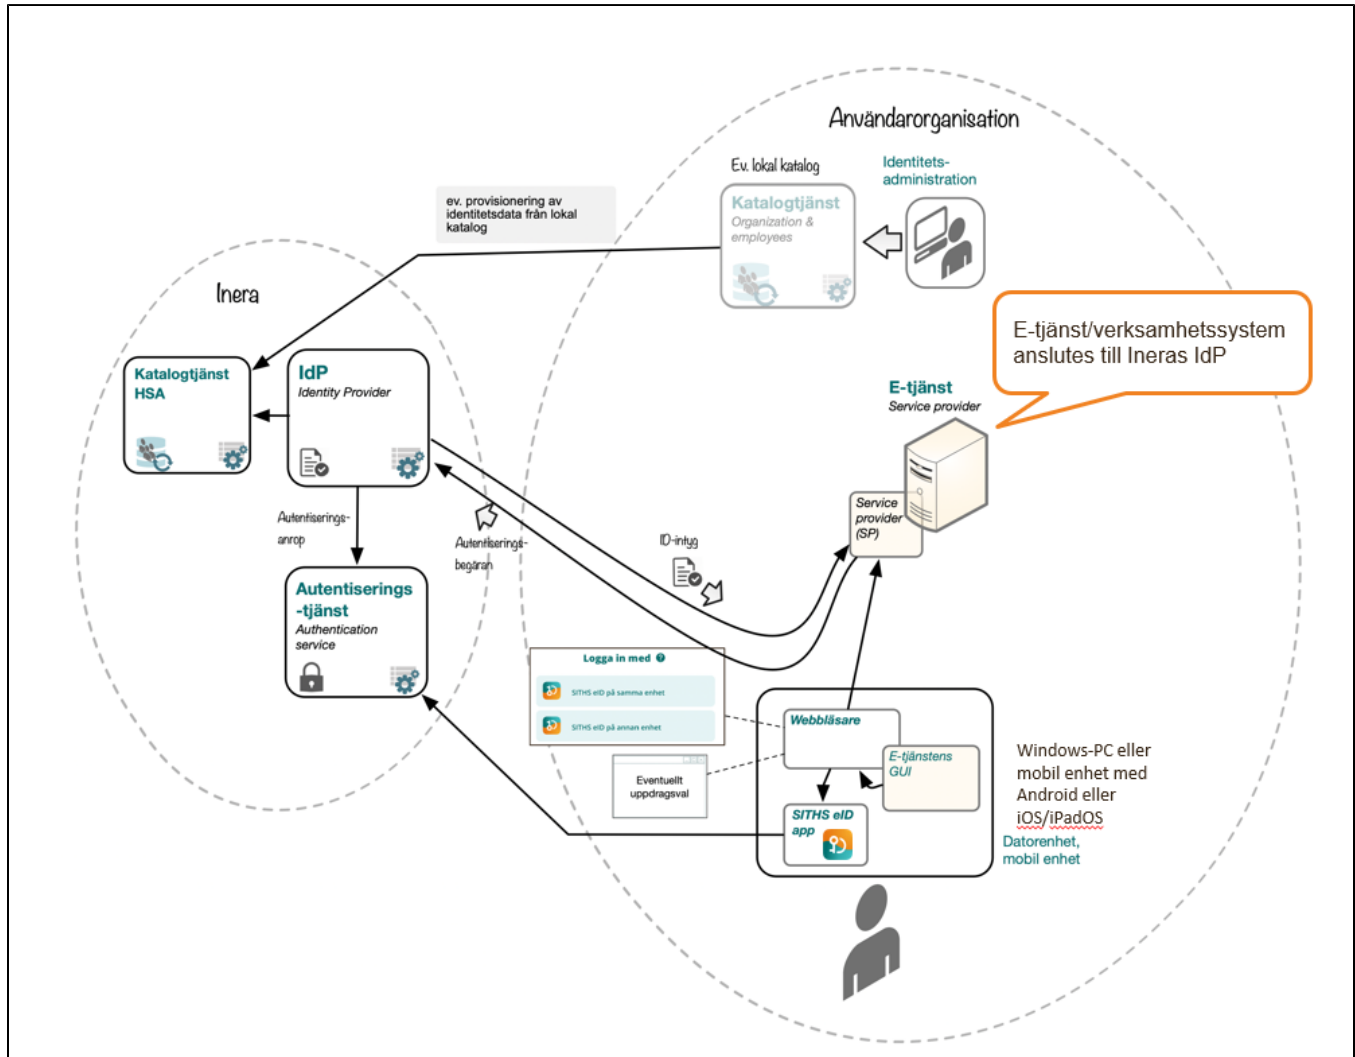 Användarorganisation
Ev. lokal katalog
Identitets-
administration
Katalogtjänst
Organization &
employees
ev. provisionering av
identitetsdata från lokal
katalog
Inera
E-tjänst/verksamhetssystem
anslutes till Ineras IdP
Katalogtjänst
HSA
IdP
Identity Provider
E-tjänst
Service provider
Service
provider
(SP)
Autentiserings-
anrop
Autentiserings-
begäran
ID-intyg
Autentiserings
-tjänst
Authentication
service
Logga in med ?
SITHS eID på samma enhet
SITHS eID på annan enhet
Eventuellt
uppdragsval
Webbläsare
E-tjänstens
GUI
SITHS eID
app
Windows-PC eller
mobil enhet med
Android eller
iOS/iPadOS
Datorenhet,
mobil enhet